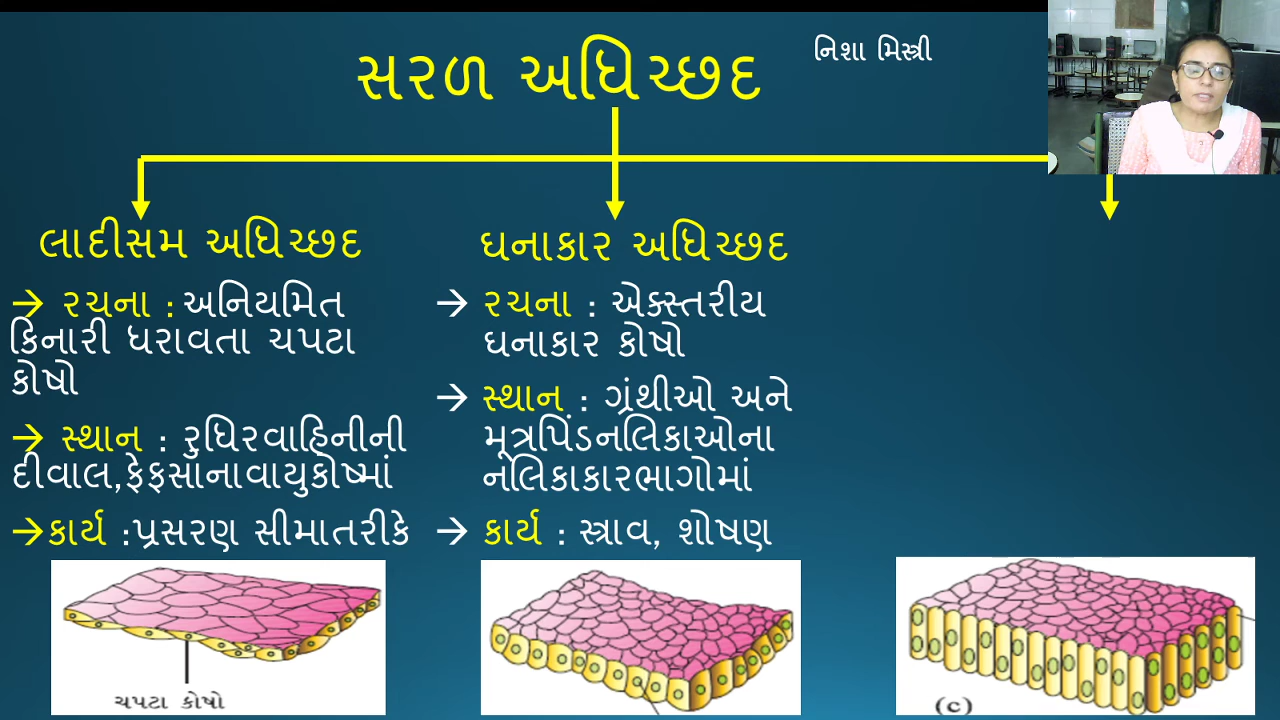 સરળ અધિચ્છદ
નિશા મિસ્ત્રી
લાદીસમ અધિચ્છદ
→ રચના : અનિયમિત
કિનારી ધરાવતા ચપટા
કોષો
→ સ્થાન : રુધિરવાહિનીની
દીવાલ,ફેફસાંનાવાયુકોષ્માં
→કાર્ય :પ્રસરણ સીમાતરીકે
ચપટા કોષો
ઘનાકાર અધિચ્છદ
→ રચના : એક્સ્તરીય
ઘનાકાર કોષો
→ સ્થાન : ગ્રંથીઓ અને
મૂત્રપિંડનલિકાઓના
નલિકાકારભાગોમાં
→ કાર્ય : સ્ત્રાવ, શોષણ
(c)